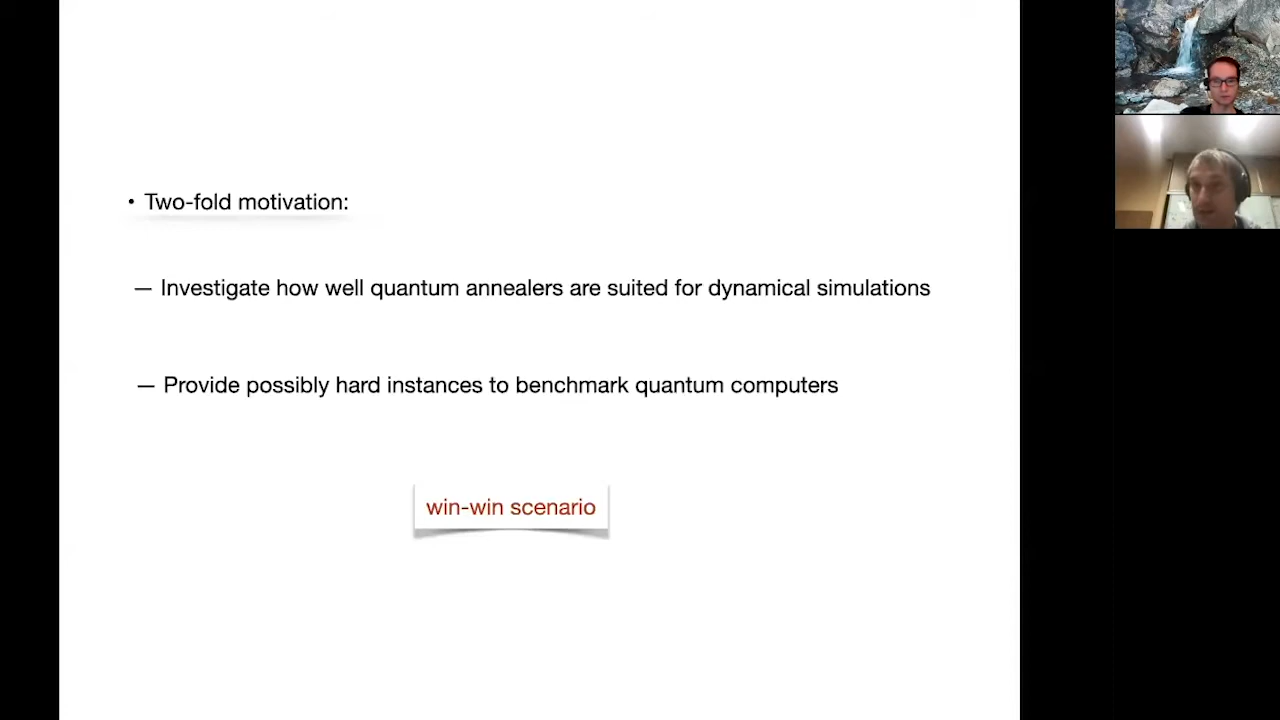 • Two-fold motivation:
— Investigate how well quantum annealers are suited for dynamical simulations
— Provide possibly hard instances to benchmark quantum computers
win-win scenario